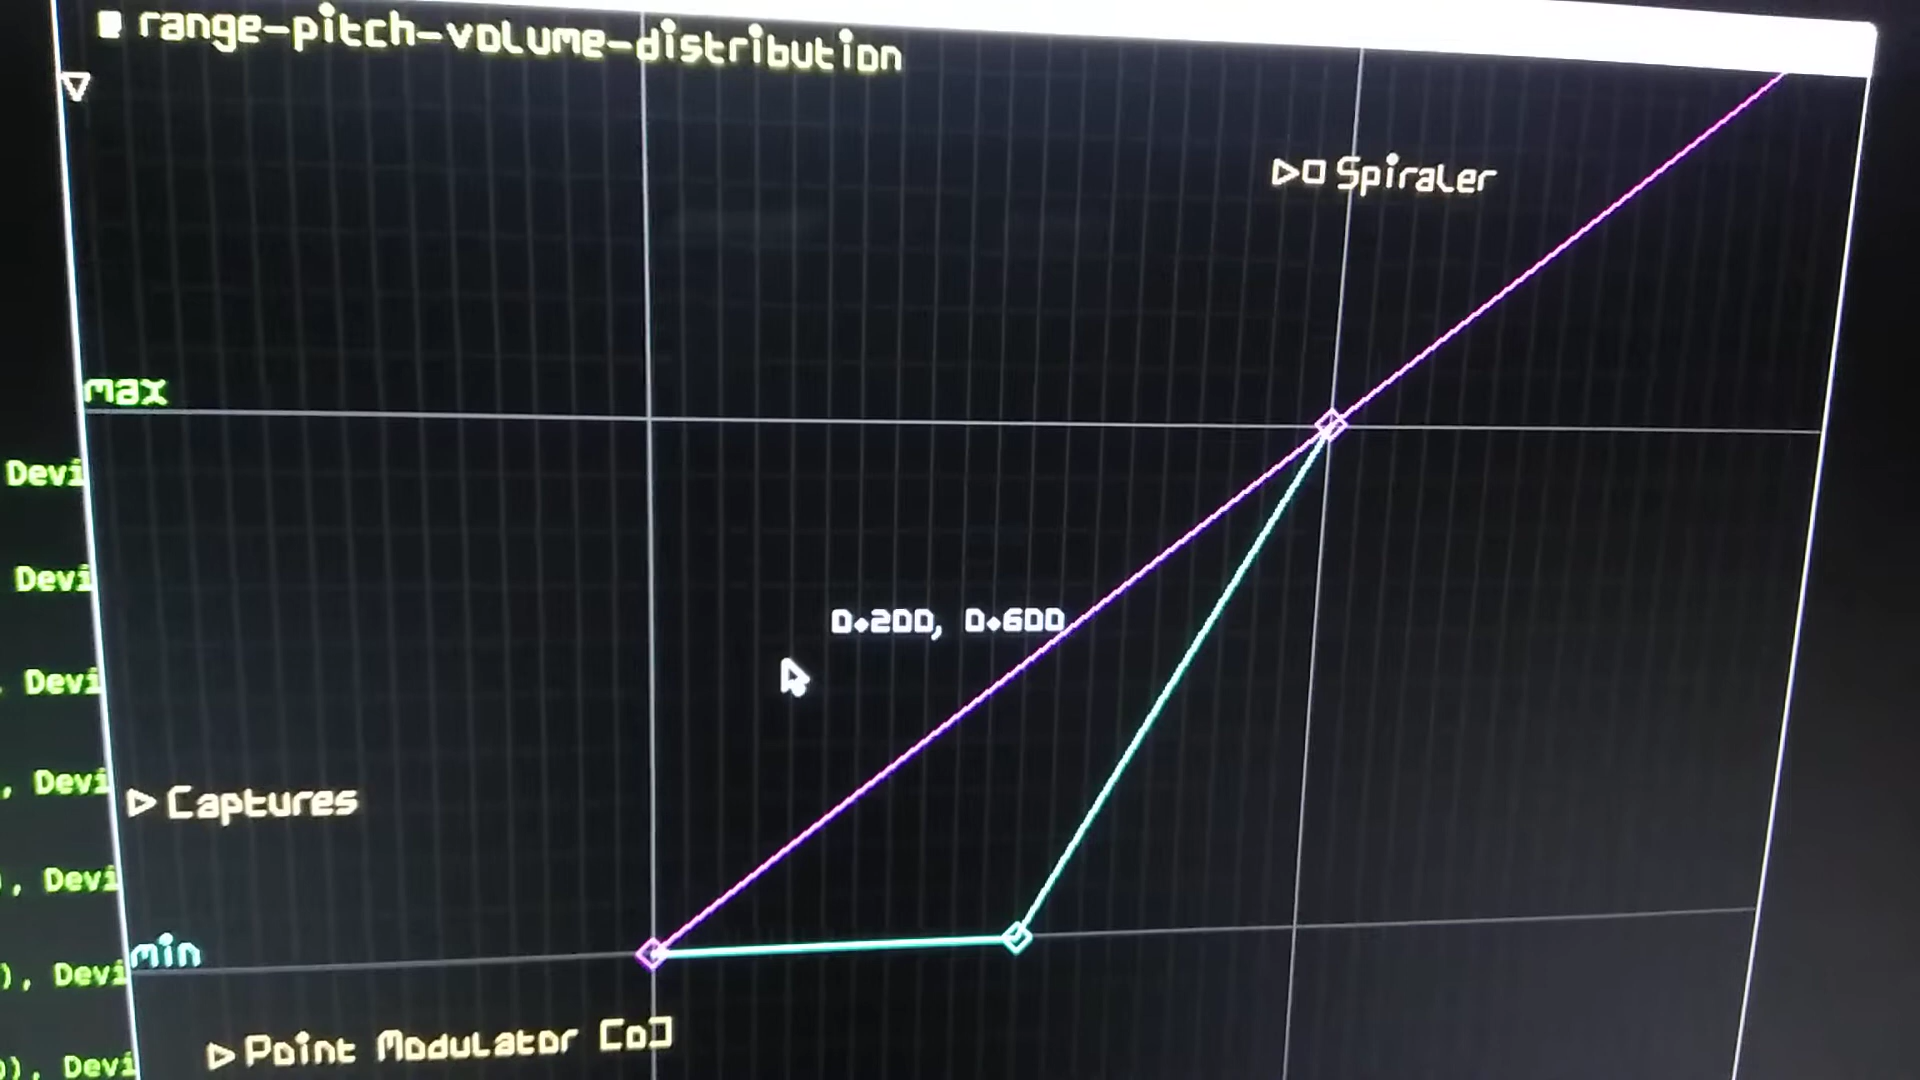 range-pitch-volume-distribution
Spiraler
max
Devi
Devi
0.200, 0.600
, Devi
, Devi
Captures
), Devi
min
), Devi
Point Modulator [o]
)), Devi